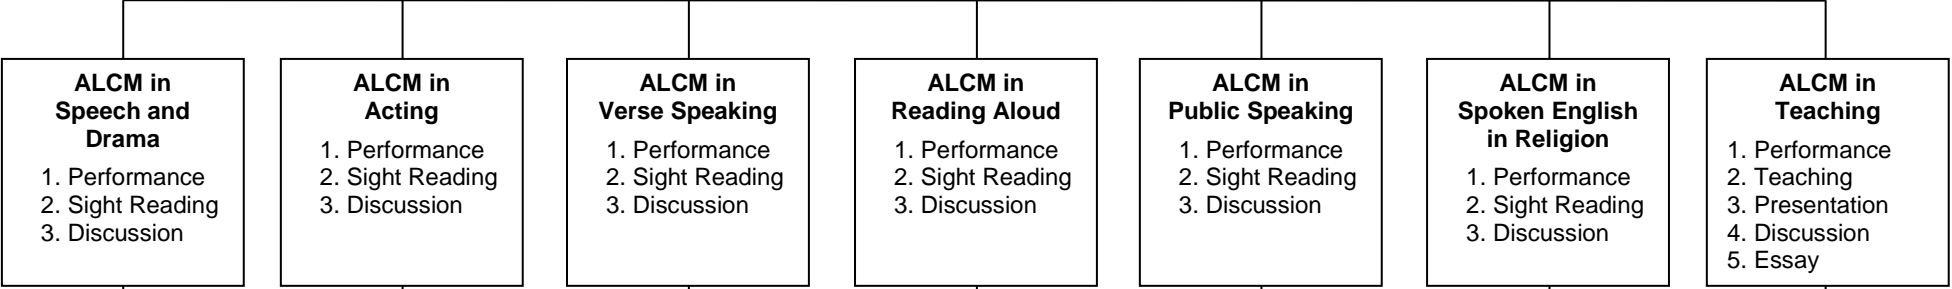 ALCM in
Speech and
Drama
1. Performance
2. Sight Reading
3. Discussion
ALCM in
Acting
1. Performance
2. Sight Reading
3. Discussion
ALCM in
Verse Speaking
1. Performance
2. Sight Reading
3. Discussion
ALCM in
Reading Aloud
1. Performance
2. Sight Reading
3. Discussion
ALCM in
Public Speaking
1. Performance
2. Sight Reading
3. Discussion
ALCM in
Spoken English
in Religion
1. Performance
2. Sight Reading
3. Discussion
ALCM in
Teaching
1. Performance
2. Teaching
3. Presentation
4. Discussion
5. Essay